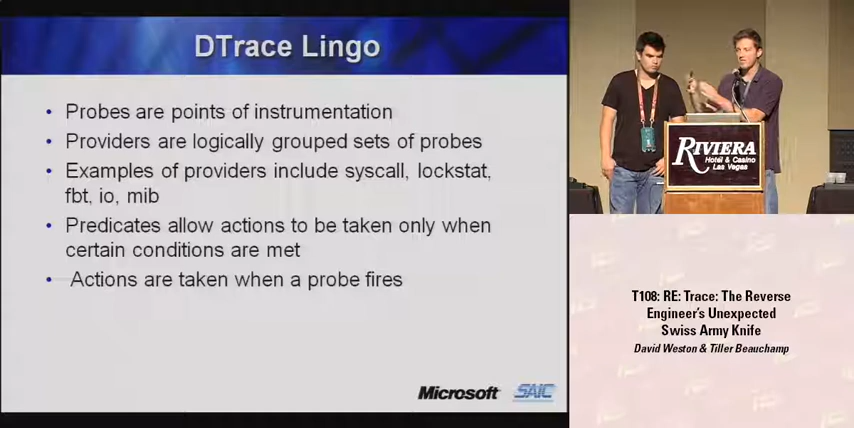 DTrace Lingo
• Probes are points of instrumentation
• Providers are logically grouped sets of probes
• Examples of providers include syscall, lockstat,
fbt, io, mib
• Predicates allow actions to be taken only when
certain conditions are met
• Actions are taken when a probe fires
Microsoft SAIC
RIVIERA
Hotel & Casino
Las Vegas
T108: RE: Trace: The Reverse
Engineer's Unexpected
Swiss Army Knife
David Weston & Tiller Beauchamp